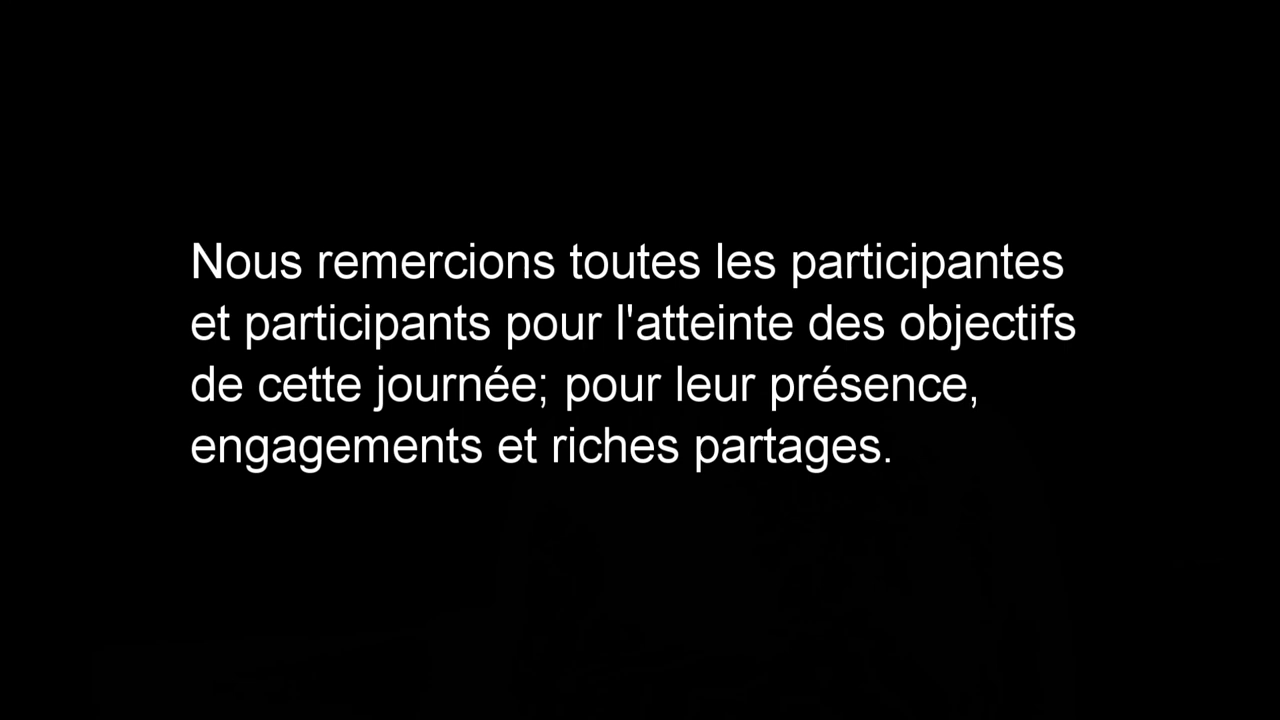 Nous remercions toutes les participantes
et participants pour l'atteinte des objectifs
de cette journée; pour leur présence,
engagements et riches partages.